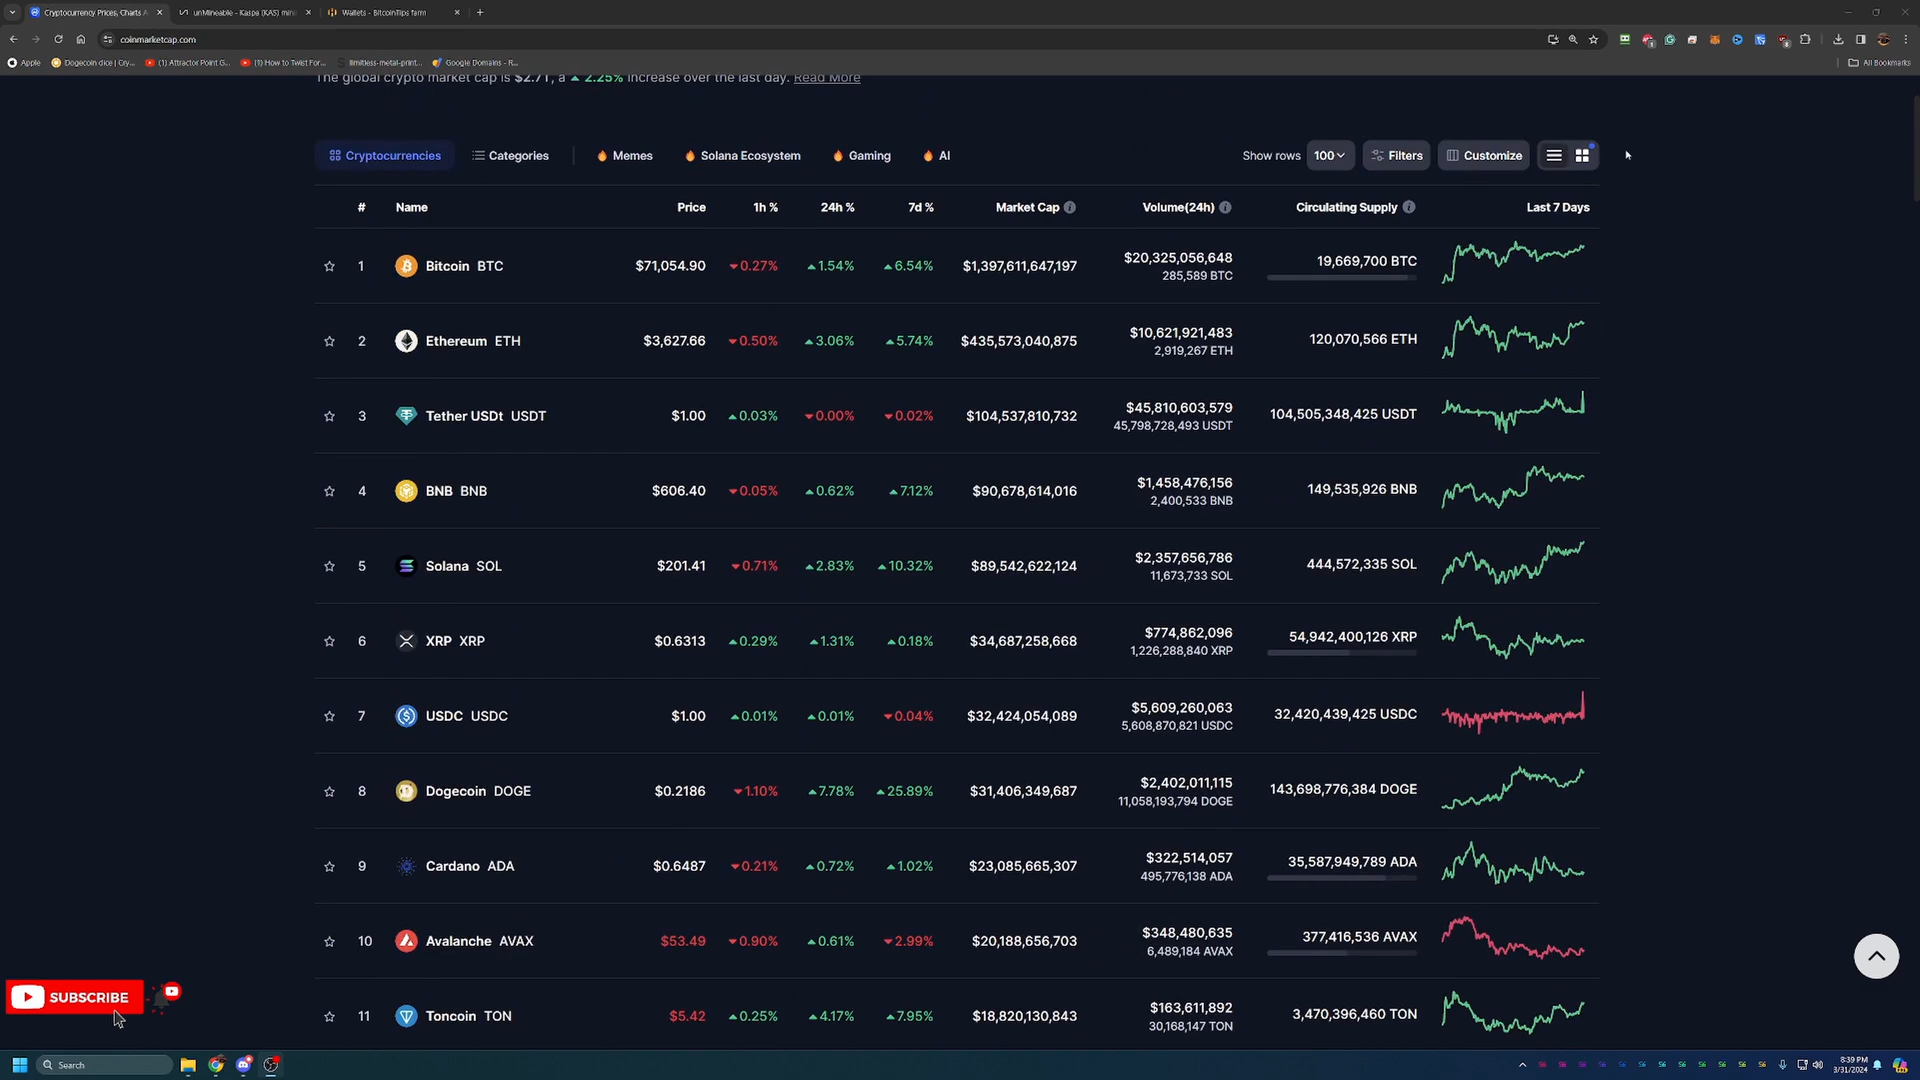 Cryptocurrency Prices, Charts A
unMineable - Kaspa (KAS) min
Wallets - BitcoinTips farm
coinmarketcap.com
Apple
Dogecoin dice | Cry...
(1) Attractor Point G...
(1) How to Twist For...
limitless-metal-print...
Google Domains - R...
All Bookmarks
The global crypto market cap is $2.71, a 2.25% increase over the last day. Read More
Cryptocurrencies Categories Memes Solana Ecosystem Gaming AI Show rows 100 Filters Customize
# Name Price 1h % 24h % 7d % Market Cap Volume(24h) Circulating Supply Last 7 Days
1 Bitcoin BTC $71,054.90 0.27% 1.54% 6.54% $1,397,611,647,197 $20,325,056,648 19,669,700 BTC
285,589 BTC
2 Ethereum ETH $3,627.66 0.50% 3.06% 5.74% $435,573,040,875 $10,621,921,483 120,070,566 ETH
2,919,267 ETH
3 Tether USDt USDT $1.00 0.03% 0.00% 0.02% $104,537,810,732 $45,810,603,579 104,505,348,425 USDT
45,798,728,493 USDT
4 BNB BNB $606.40 0.05% 0.62% 7.12% $90,678,614,016 $1,458,476,156 149,535,926 BNB
2,400,533 BNB
5 Solana SOL $201.41 0.71% 2.83% 10.32% $89,542,622,124 $2,357,656,786 444,572,335 SOL
11,673,733 SOL
6 XRP XRP $0.6313 0.29% 1.31% 0.18% $34,687,258,668 $774,862,096 54,942,400,126 XRP
1,226,288,840 XRP
7 USDC USDC $1.00 0.01% 0.01% 0.04% $32,424,054,089 $5,609,260,063 32,420,439,425 USDC
5,608,870,821 USDC
8 Dogecoin DOGE $0.2186 1.10% 7.78% 25.89% $31,406,349,687 $2,402,011,115 143,698,776,384 DOGE
11,058,193,794 DOGE
9 Cardano ADA $0.6487 0.21% 0.72% 1.02% $23,085,665,307 $322,514,057 35,587,949,789 ADA
495,776,138 ADA
10 Avalanche AVAX $53.49 0.90% 0.61% 2.99% $20,188,656,703 $348,480,635 377,416,536 AVAX
6,489,184 AVAX
SUBSCRIBE
11 Toncoin TON $5.42 0.25% 4.17% 7.95% $18,820,130,843 $163,611,892 3,470,396,460 TON
30,168,147 TON
Search
8:39 PM
3/31/2024